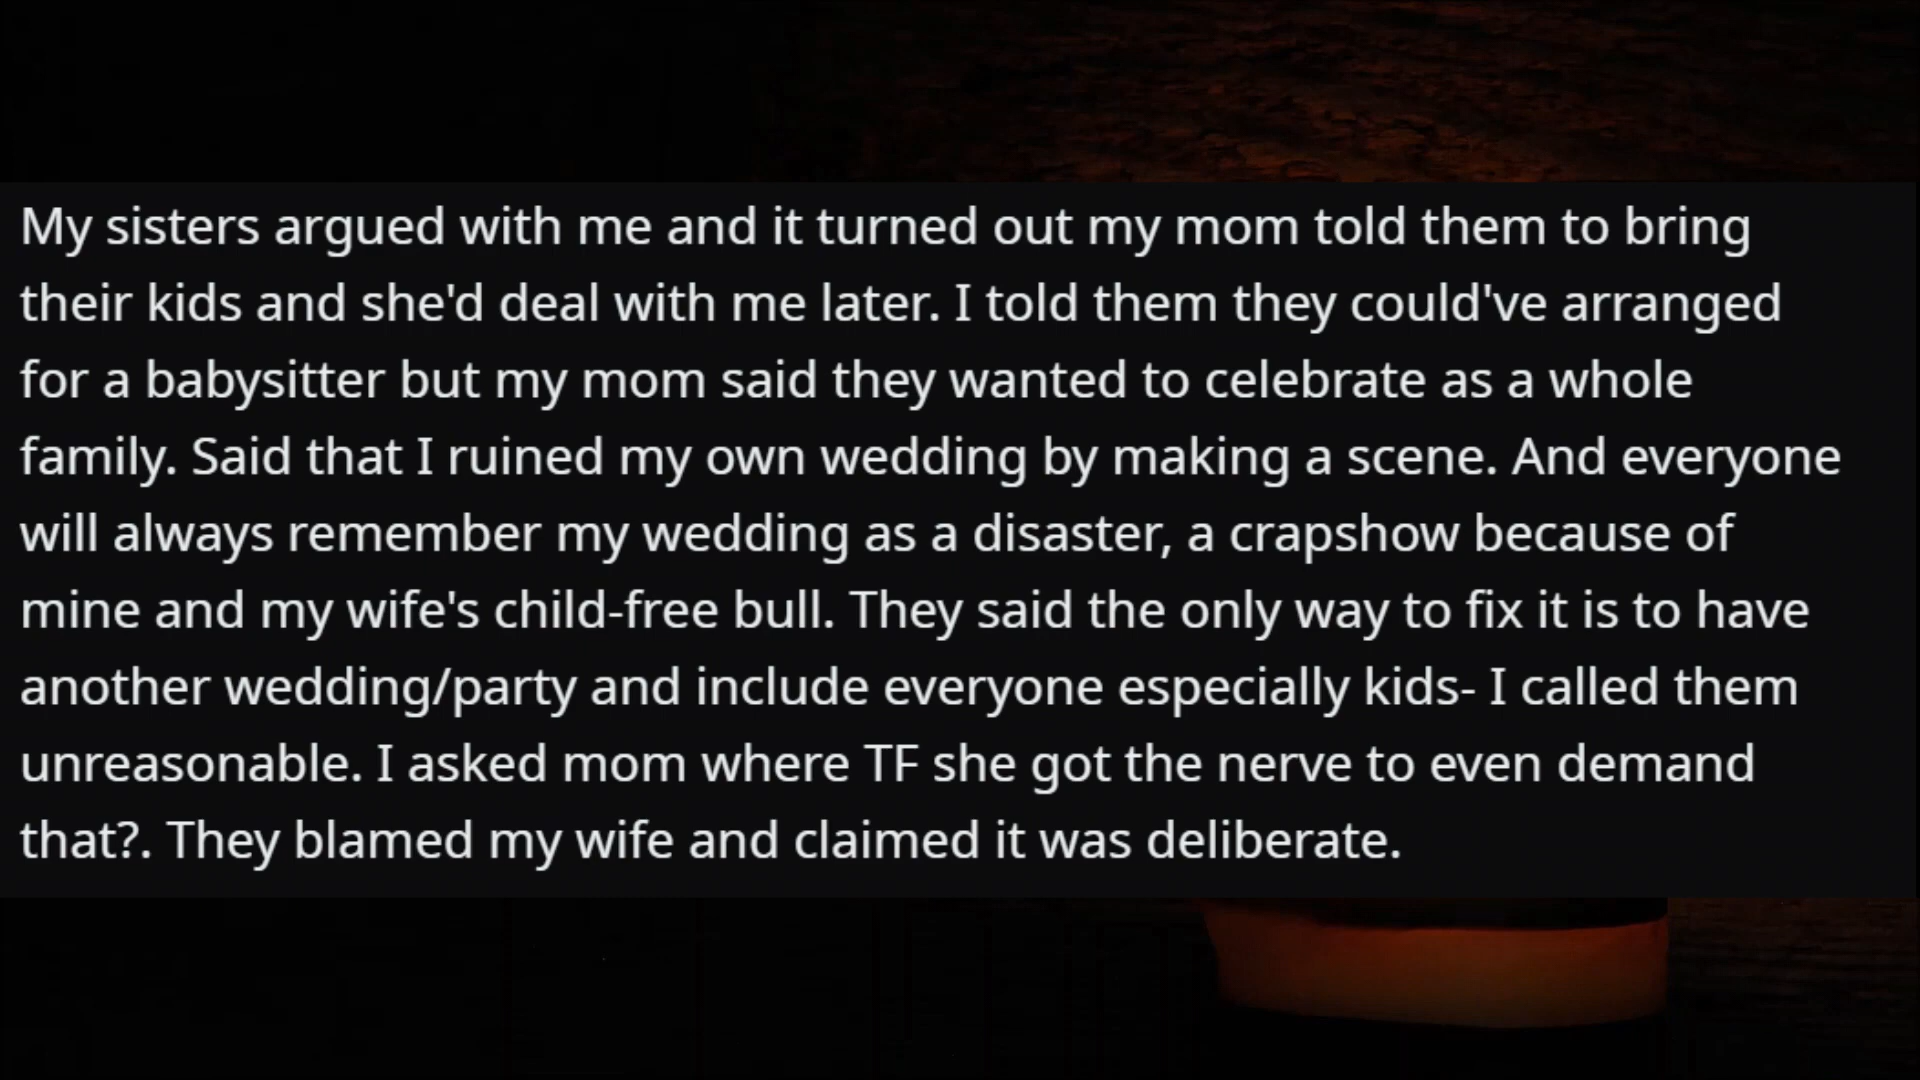 My sisters argued with me and it turned out my mom told them to bring
their kids and she'd deal with me later. I told them they could've arranged
for a babysitter but my mom said they wanted to celebrate as a whole
family. Said that I ruined my own wedding by making a scene. And everyone
will always remember my wedding as a disaster, a crapshow because of
mine and my wife's child-free bull. They said the only way to fix it is to have
another wedding/party and include everyone especially kids- I called them
unreasonable. I asked mom where TF she got the nerve to even demand
that?. They blamed my wife and claimed it was deliberate.